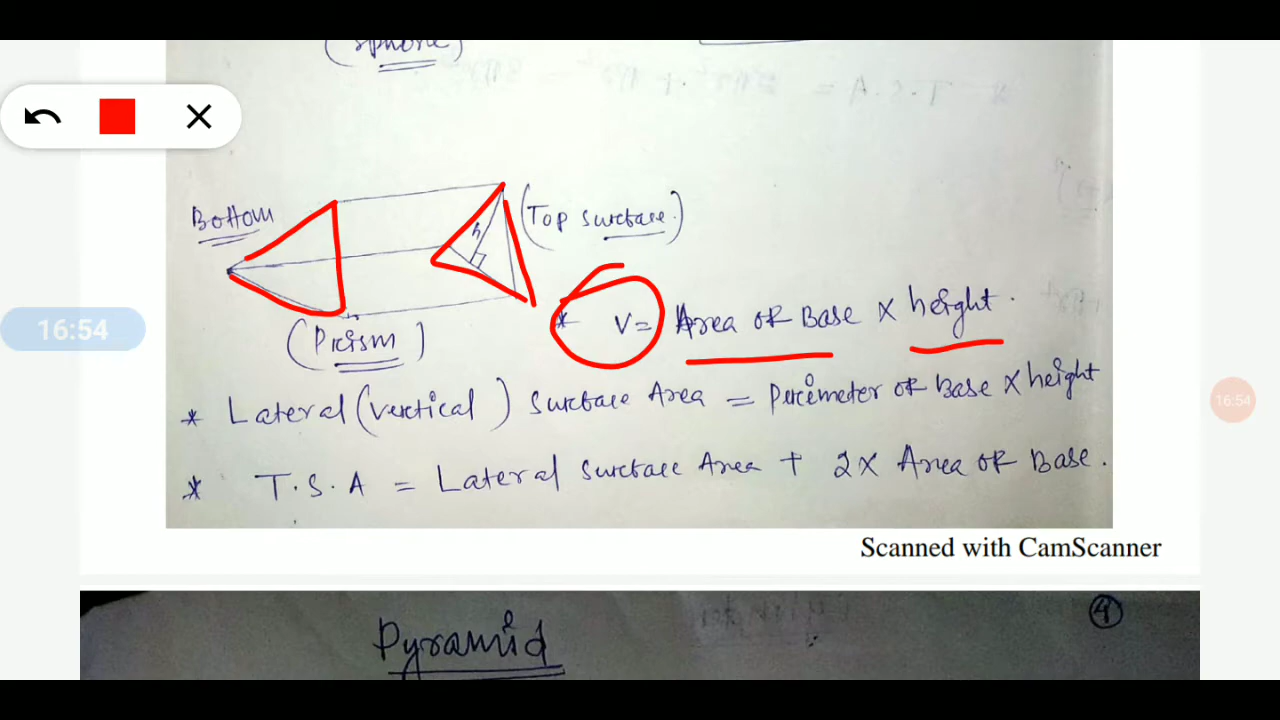 (sphere)
Bottom
(Top surface.)
h
(Prism)
* V = Area of Base × height.
* Lateral (vertical) surface Area = Perimeter of Base × height
* T.S.A = Lateral surface Area + 2× Area of Base.
Scanned with CamScanner
4
Pyramid
16:54
16:54